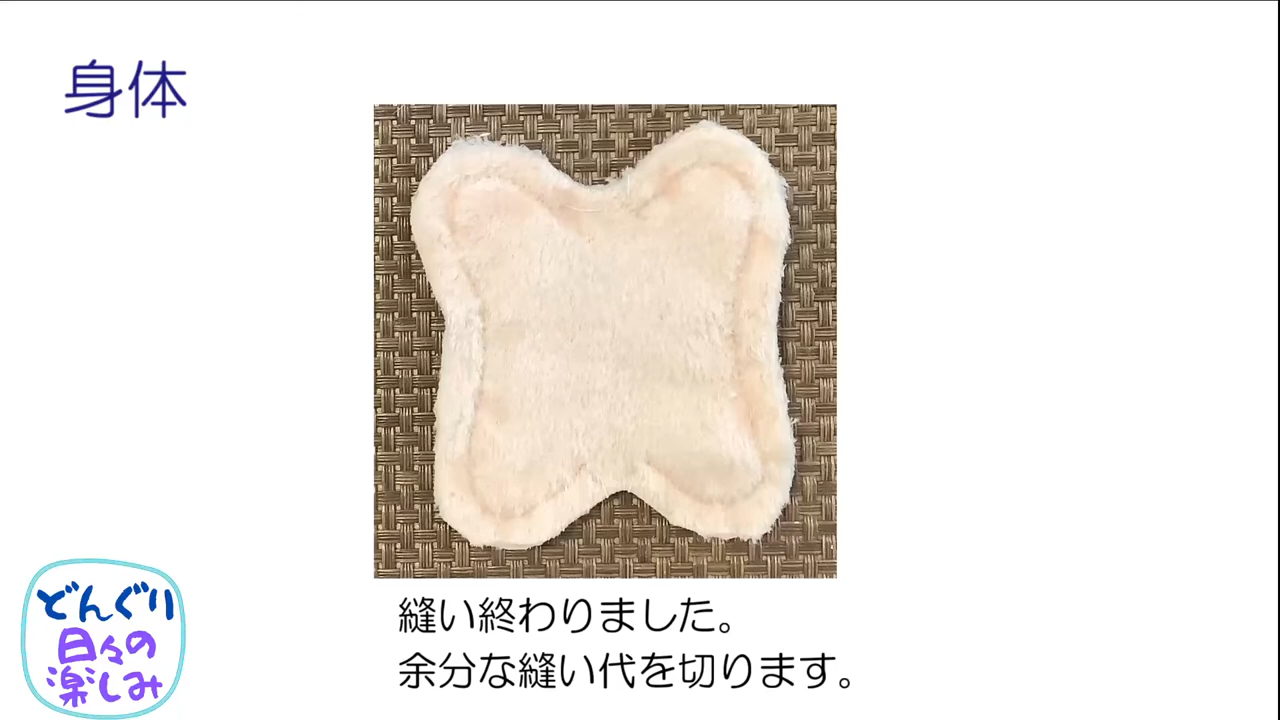 身体
縫い終わりました。
余分な縫い代を切ります。
どんぐり
日々の
楽しみ